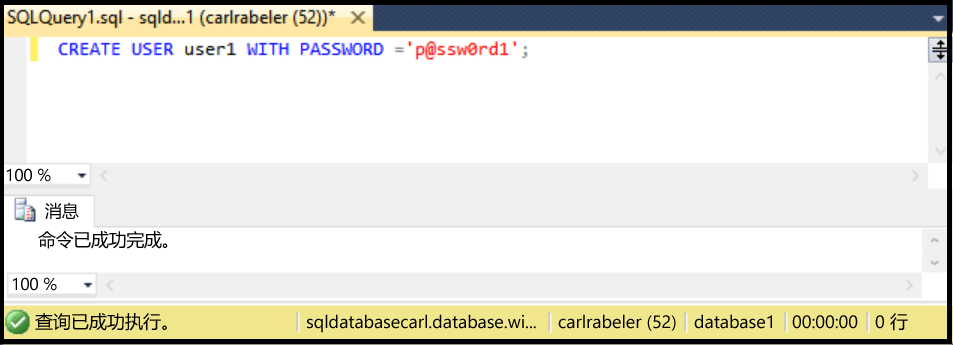 SQLQuery1.sql - sqld...1 (carlrabeler (52))*
CREATE USER user1 WITH PASSWORD ='p@ssw0rd1';
100 %
消息
命令已成功完成。
100 %
查询已成功执行。 sqldatabasecarl.database.wi... carlrabeler (52) database1 00:00:00 0 行